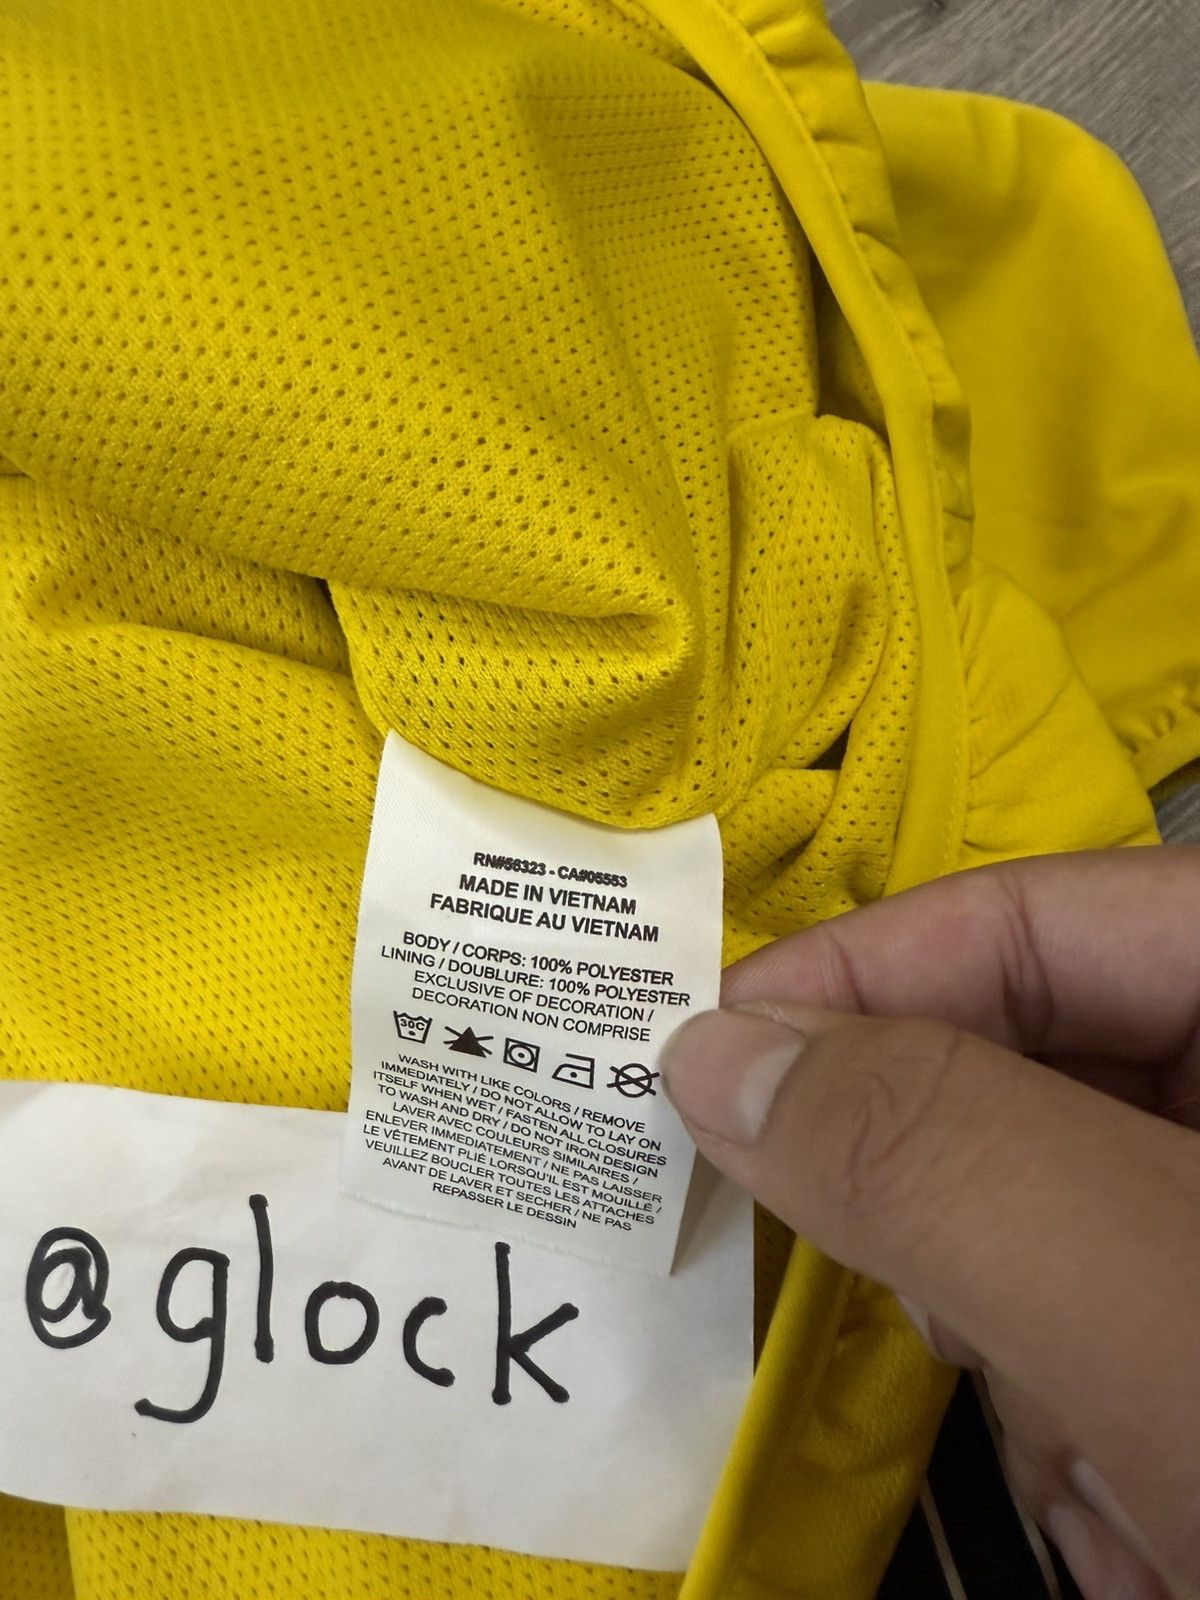 RN#56323 - CA#05553
MADE IN VIETNAM
FABRIQUE AU VIETNAM
BODY / CORPS: 100% POLYESTER
LINING / DOUBLURE: 100% POLYESTER
EXCLUSIVE OF DECORATION /
DECORATION NON COMPRISE
30C
WASH WITH LIKE COLORS / REMOVE
IMMEDIATELY / DO NOT ALLOW TO LAY ON
ITSELF WHEN WET / FASTEN ALL CLOSURES
TO WASH AND DRY / DO NOT IRON DESIGN
LAVER AVEC COULEURS SIMILAIRES /
ENLEVER IMMEDIATEMENT / NE PAS LAISSER
LE VÊTEMENT PLIÉ LORSQU'IL EST MOUILLÉ /
VEUILLEZ BOUCLER TOUTES LES ATTACHES
AVANT DE LAVER ET SECHER / NE PAS
REPASSER LE DESSIN
@glock